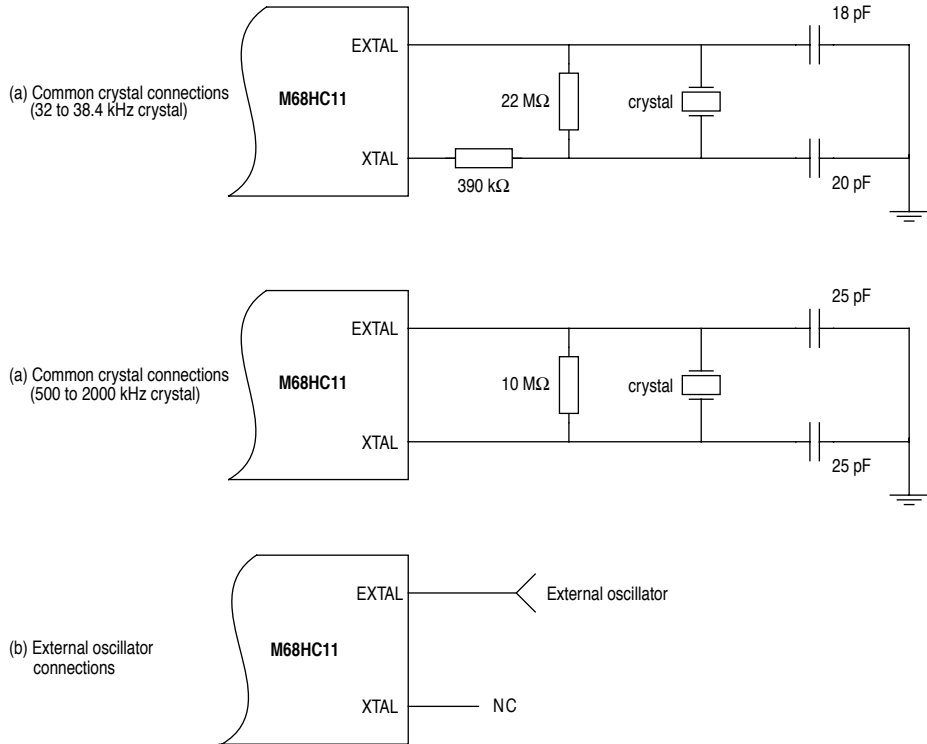 18 pF
EXTAL
(a) Common crystal connections
(32 to 38.4 kHz crystal)
M68HC11
22 MΩ
crystal
XTAL
390 kΩ
20 pF
25 pF
EXTAL
(a) Common crystal connections
(500 to 2000 kHz crystal)
M68HC11
10 MΩ
crystal
XTAL
25 pF
EXTAL
External oscillator
(b) External oscillator
connections
M68HC11
XTAL
NC